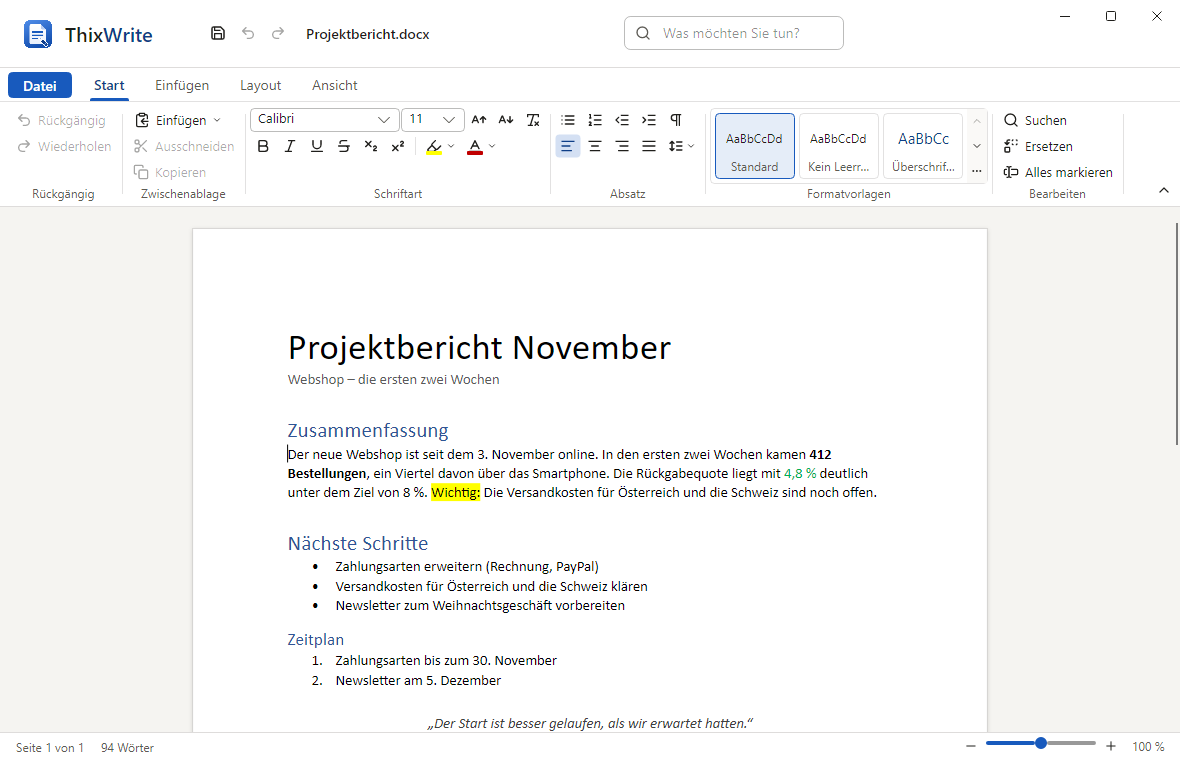 ThixWrite
Projektbericht.docx
Was möchten Sie tun?
Datei Start Einfügen Layout Ansicht
Rückgängig
Wiederholen
Rückgängig
Einfügen
Ausschneiden
Kopieren
Zwischenablage
Calibri 11
Schriftart
Absatz
AaBbCcDd AaBbCcDd AaBbCc
Standard Kein Leerr... Überschrif...
Formatvorlagen
Suchen
Ersetzen
Alles markieren
Bearbeiten
Projektbericht November
Webshop – die ersten zwei Wochen
Zusammenfassung
Der neue Webshop ist seit dem 3. November online. In den ersten zwei Wochen kamen 412
Bestellungen, ein Viertel davon über das Smartphone. Die Rückgabequote liegt mit 4,8 % deutlich
unter dem Ziel von 8 %. Wichtig: Die Versandkosten für Österreich und die Schweiz sind noch offen.
Nächste Schritte
• Zahlungsarten erweitern (Rechnung, PayPal)
• Versandkosten für Österreich und die Schweiz klären
• Newsletter zum Weihnachtsgeschäft vorbereiten
Zeitplan
1. Zahlungsarten bis zum 30. November
2. Newsletter am 5. Dezember
„Der Start ist besser gelaufen, als wir erwartet hatten.“
Seite 1 von 1 94 Wörter
100 %